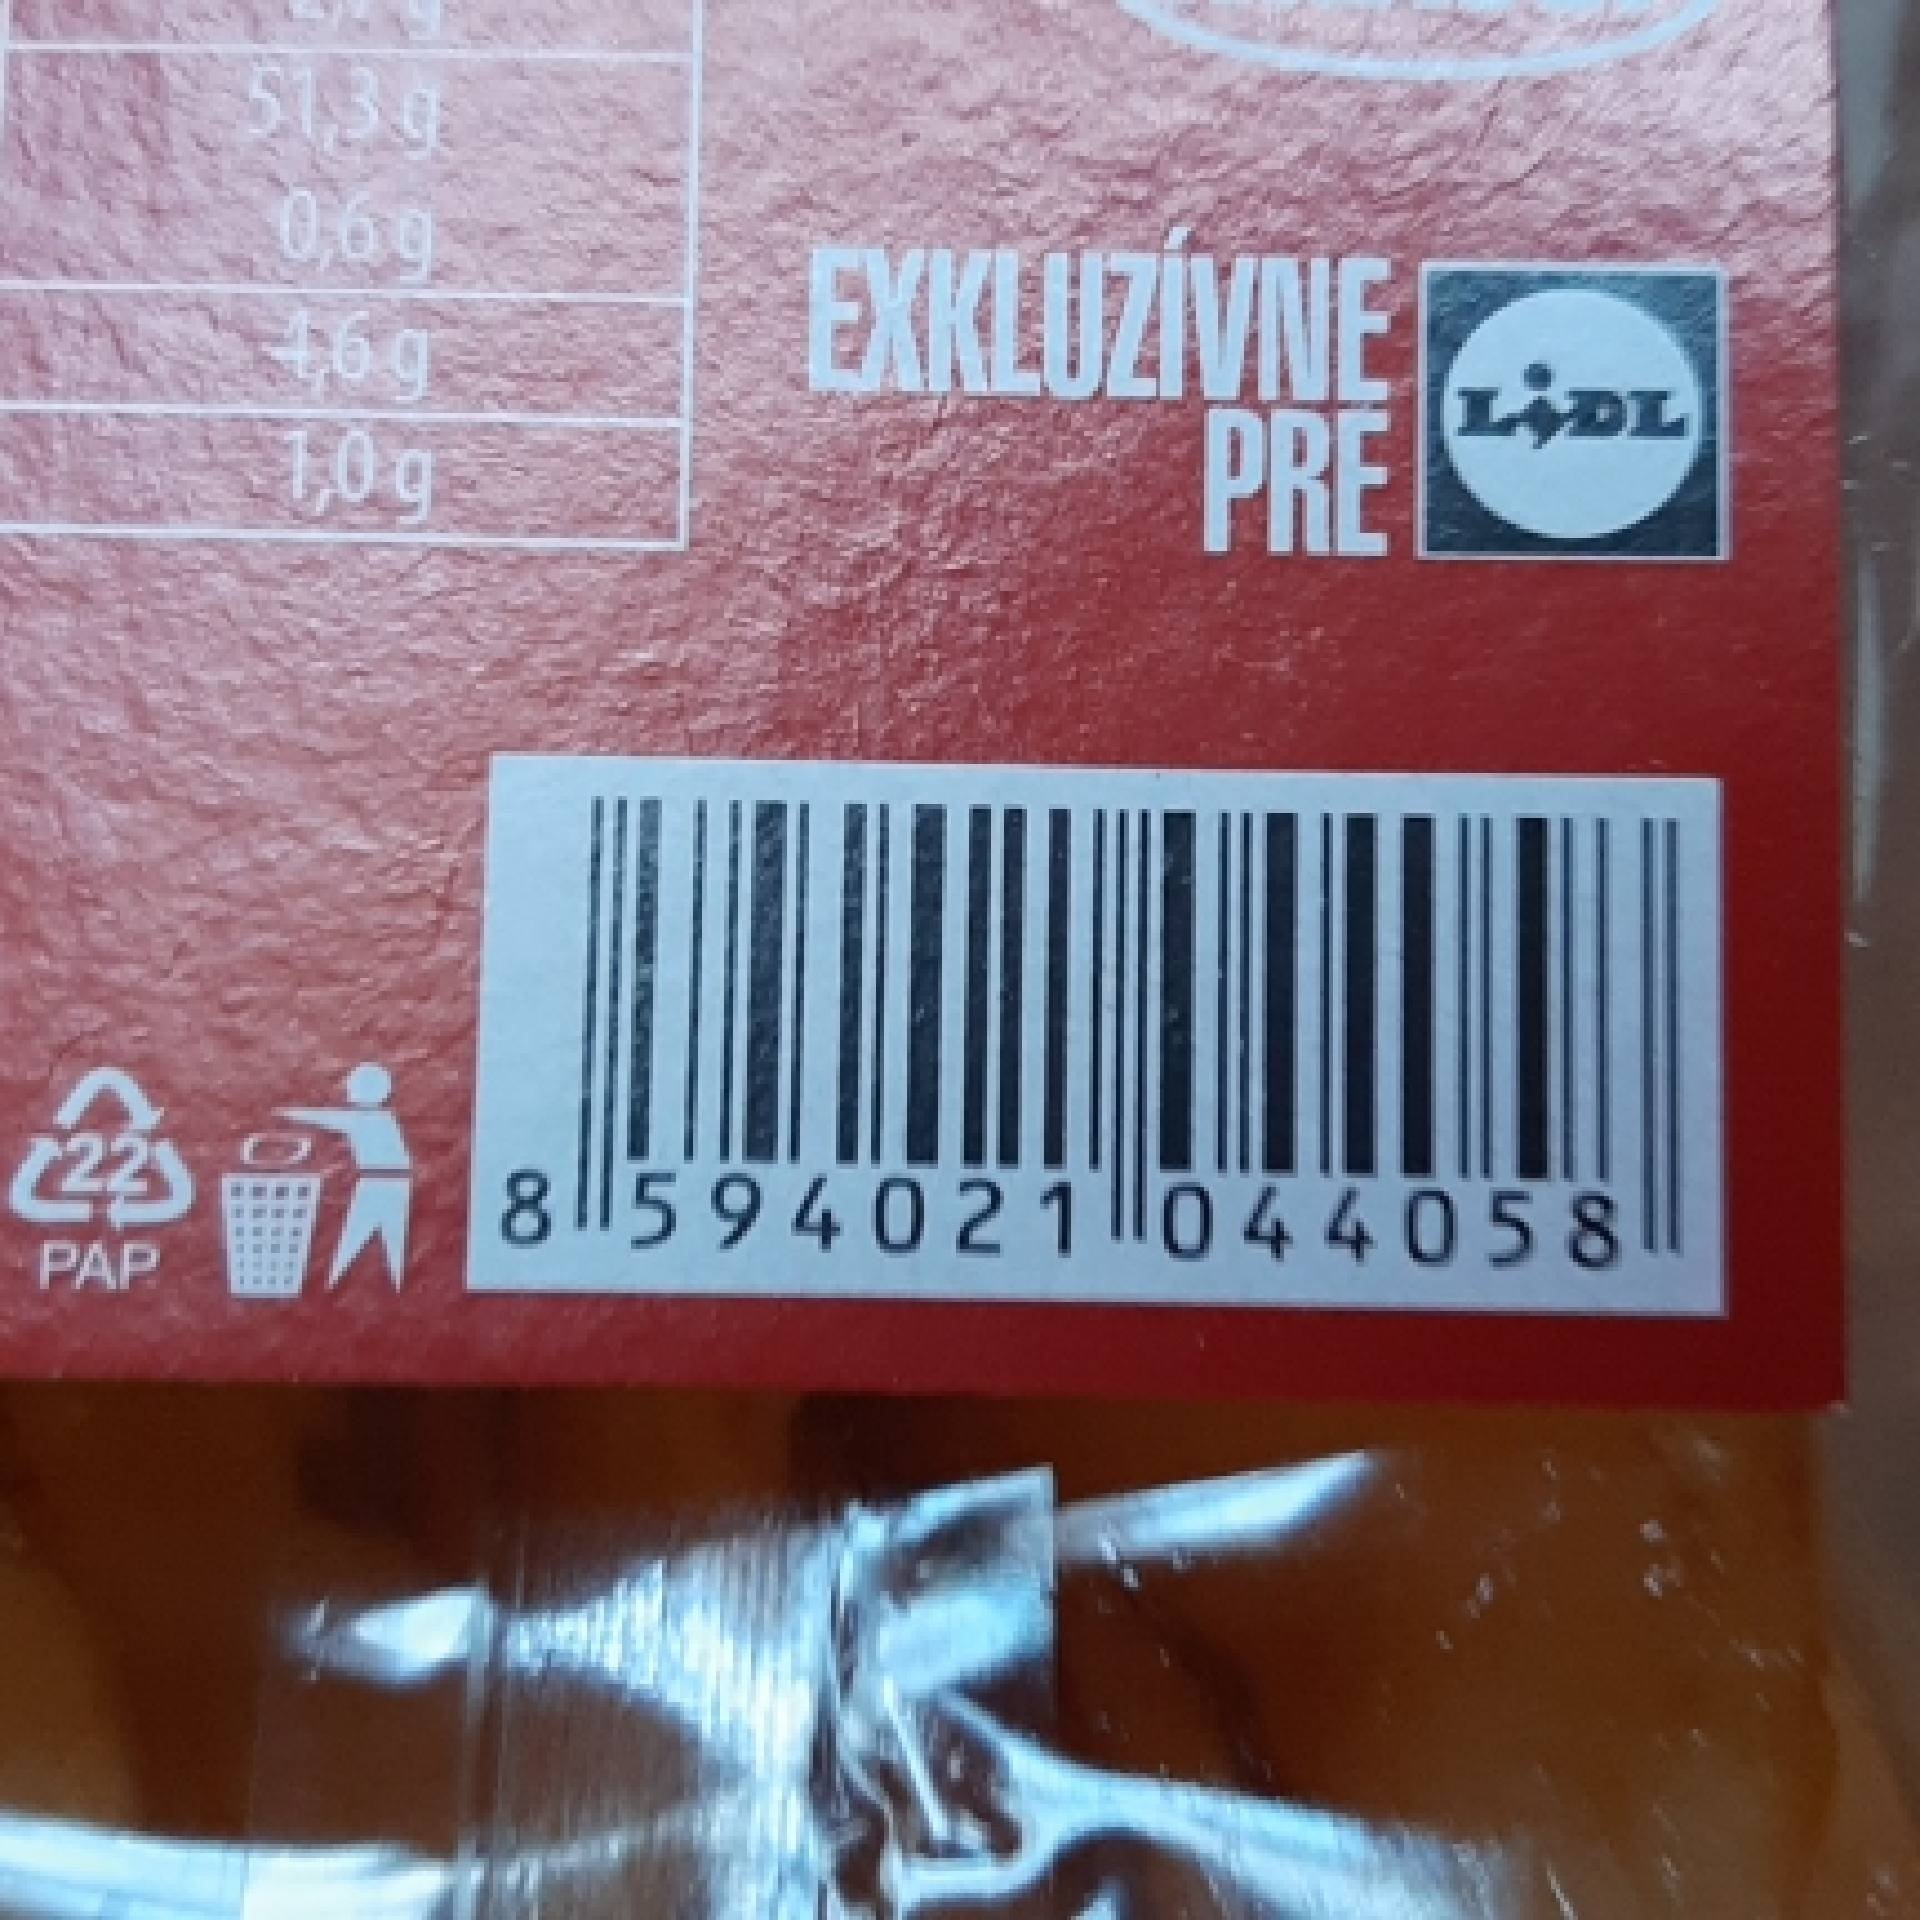 51,3 g
0,6 g
4,6 g
1,0 g
EXKLUZÍVNE
PRE
LiDL
22
PAP
8 594021 044058